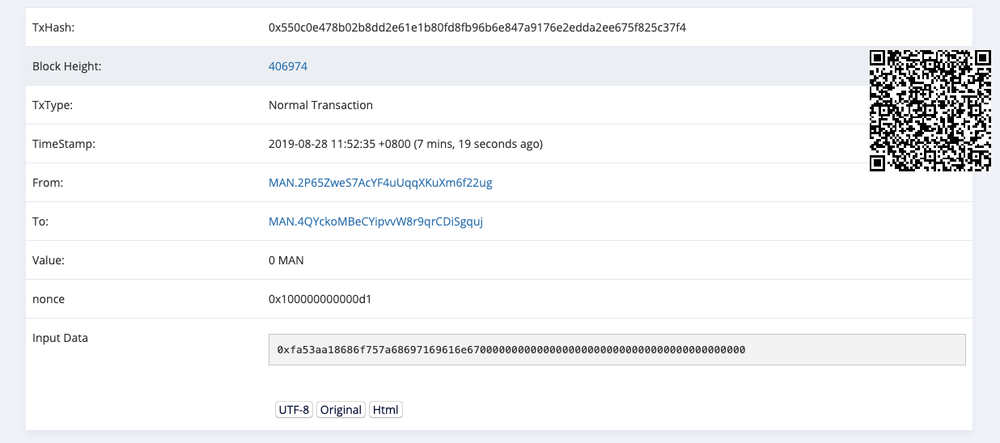 TxHash: 0x550c0e478b02b8dd2e61e1b80fd8fb96b6e847a9176e2edda2ee675f825c37f4
Block Height: 406974
TxType: Normal Transaction
TimeStamp: 2019-08-28 11:52:35 +0800 (7 mins, 19 seconds ago)
From: MAN.2P65ZweS7AcYF4uUqqXKuXm6f22ug
To: MAN.4QYckoMBeCYipvvW8r9qrCDiSgquj
Value: 0 MAN
nonce 0x100000000000d1
Input Data
0xfa53aa18686f757a68697169616e670000000000000000000000000000000000000000
UTF-8 Original Html